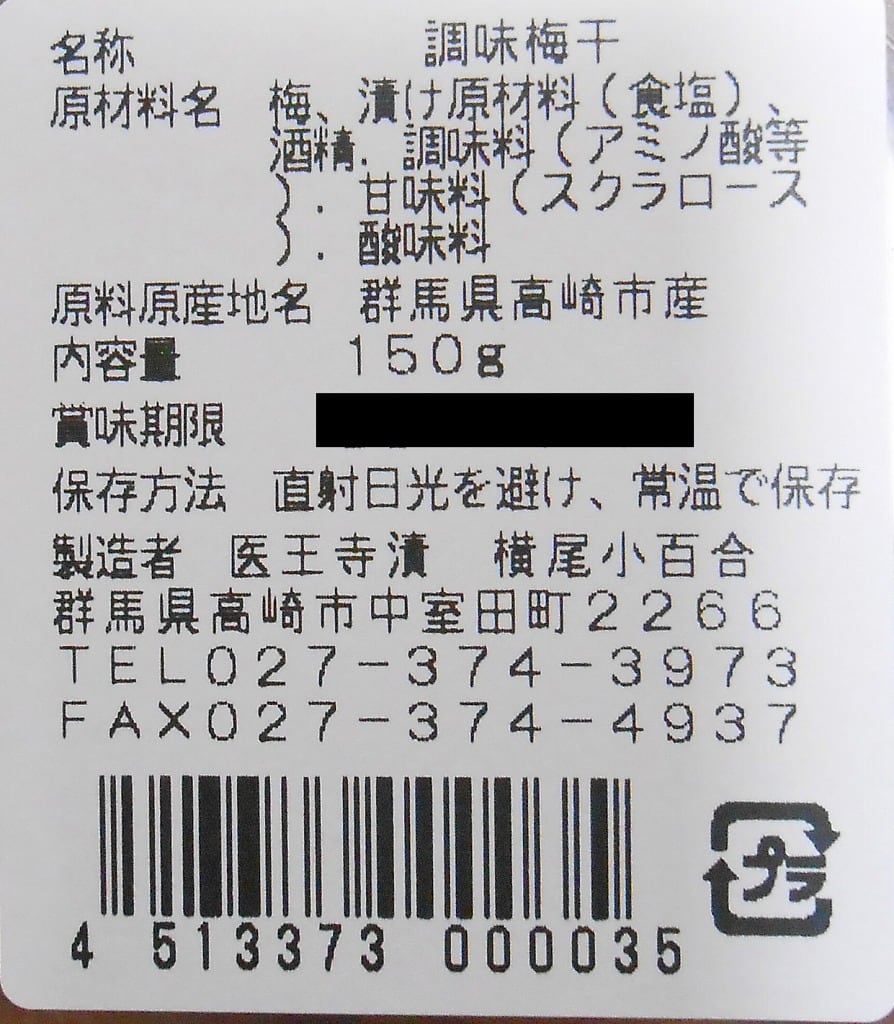 名称 調味梅干
原材料名 梅、漬け原材料(食塩)、
酒精.調味料(アミノ酸等
).甘味料(スクラロース
).酸味料
原料原産地名 群馬県高崎市産
内容量 150g
賞味期限
保存方法 直射日光を避け、常温で保存
製造者 医王寺漬 横尾小百合
群馬県高崎市中室田町2266
TEL027-374-3973
FAX027-374-4937
4 513373 000035
プラ